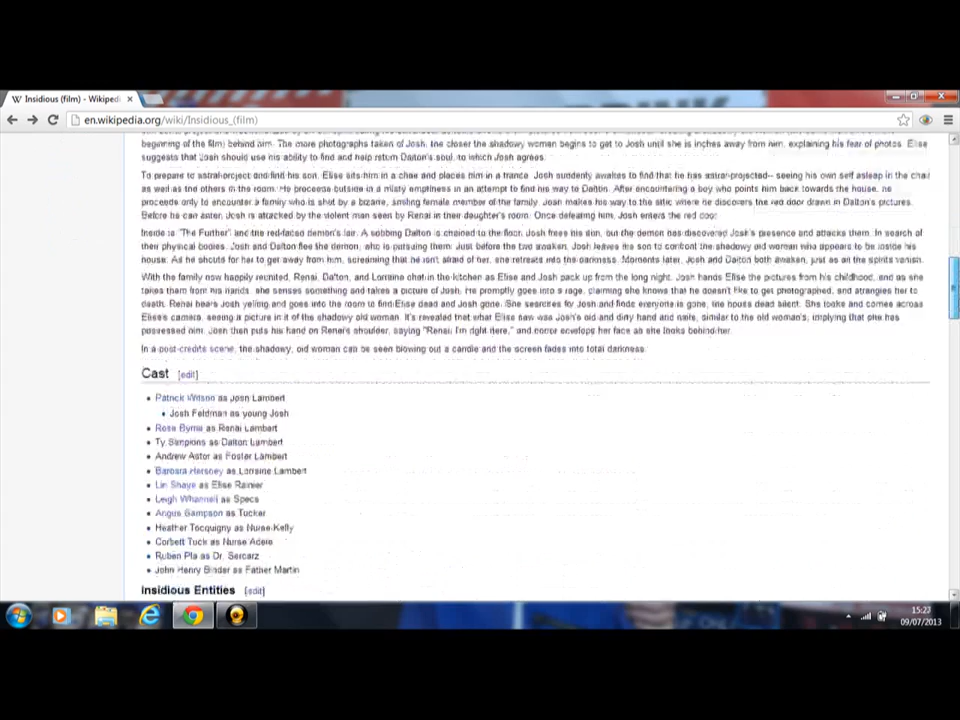 Insidious (film) - Wikipedi
en.wikipedia.org/wiki/Insidious_(film)
beginning of the film) behind him. The more photographs taken of Josh, the closer the shadowy woman begins to get to Josh until she is inches away from him, explaining his fear of photos. Elise
suggests that Josh should use his ability to find and help return Dalton's soul, to which Josh agrees.
To prepare to astral-project and find his son, Elise sits him in a chair and places him in a trance. Josh suddenly awakes to find that he has astral-projected-- seeing his own self asleep in the chair
as well as the others in the room. He proceeds outside in a misty emptiness in an attempt to find his way to Dalton. After encountering a boy who points him back towards the house, he
proceeds only to encounter a family who is shot by a bizarre, smiling female member of the family. Josh makes his way to the attic where he discovers the red door drawn in Dalton's pictures.
Before he can enter, Josh is attacked by the violent man seen by Renai in their daughter's room. Once defeating him, Josh enters the red door.
Inside is "The Further" and the red-faced demon's lair. A sobbing Dalton is chained to the floor. Josh frees his son, but the demon has discovered Josh's presence and attacks them. In search of
their physical bodies, Josh and Dalton flee the demon, who is pursuing them. Just before the two awaken, Josh leaves his son to confront the shadowy old woman who appears to be inside his
house. As he shouts for her to get away from him, screaming that he isn't afraid of her, she retreats into the darkness. Moments later, Josh and Dalton both awaken, just as all the spirits vanish.
With the family now happily reunited, Renai, Dalton, and Lorraine chat in the kitchen as Elise and Josh pack up from the long night. Josh hands Elise the pictures from his childhood, and as she
takes them from his hands, she senses something and takes a picture of Josh. He promptly goes into a rage, claiming she knows that he doesn't like to get photographed, and strangles her to
death. Renai hears Josh yelling and goes into the room to find Elise dead and Josh gone. She searches for Josh and finds everyone is gone, the house dead silent. She looks and comes across
Elise's camera, seeing a picture in it of the shadowy old woman. It's revealed that what Elise saw was Josh's old and dirty hand and nails, similar to the old woman's, implying that she has
possessed him. Josh then puts his hand on Renai's shoulder, saying "Renai, I'm right here," and horror envelops her face as she looks behind her.
In a post-credits scene, the shadowy, old woman can be seen blowing out a candle and the screen fades into total darkness.
Cast [edit]
Patrick Wilson as Josh Lambert
Josh Feldman as young Josh
Rose Byrne as Renai Lambert
Ty Simpkins as Dalton Lambert
Andrew Astor as Foster Lambert
Barbara Hershey as Lorraine Lambert
Lin Shaye as Elise Rainier
Leigh Whannell as Specs
Angus Sampson as Tucker
Heather Tocquigny as Nurse Kelly
Corbett Tuck as Nurse Adele
Ruben Pla as Dr. Sercarz
John Henry Binder as Father Martin
Insidious Entities [edit]
15:27
09/07/2013